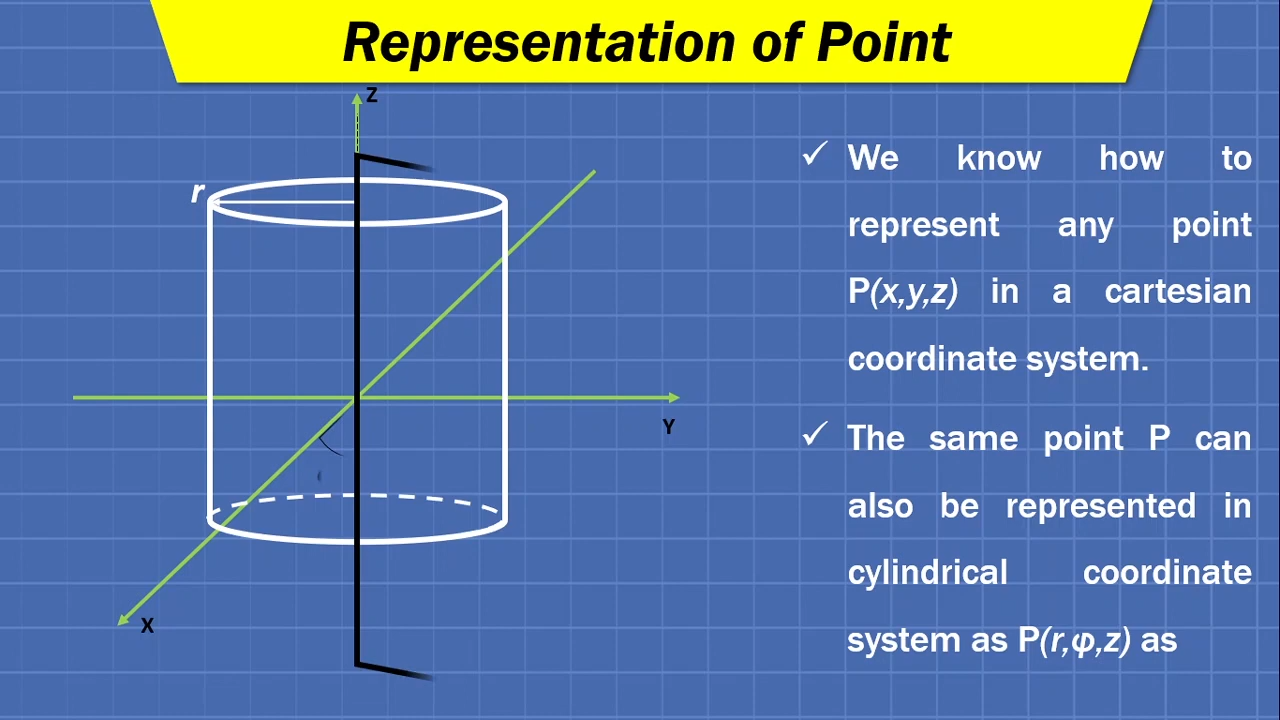 Representation of Point
Z
r
Y
X
✓ We know how to
represent any point
P(x,y,z) in a cartesian
coordinate system.
✓ The same point P can
also be represented in
cylindrical coordinate
system as P(r,φ,z) as